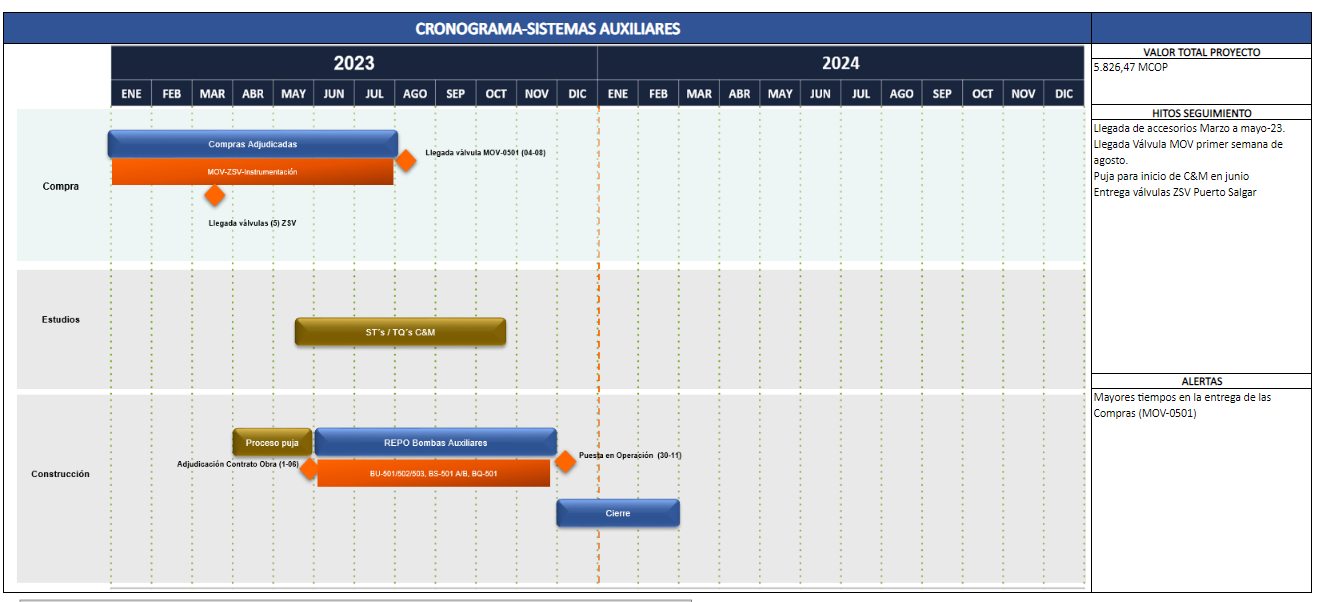 CRONOGRAMA-SISTEMAS AUXILIARES
2023
2024
ENE FEB MAR ABR MAY JUN JUL AGO SEP OCT NOV DIC ENE FEB MAR ABR MAY JUN JUL AGO SEP OCT NOV DIC
Compra
Compras Adjudicadas
MOV-ZSV-Instrumentación
Llegada válvula MOV-0501 (04-08)
Llegada válvulas (5) ZSV
Estudios
ST´s / TQ´s C&M
Construcción
Proceso puja
REPO Bombas Auxiliares
Adjudicación Contrato Obra (1-06)
BU-501/502/503, BS-501 A/B, BQ-501
Puesta en Operación (30-11)
Cierre
VALOR TOTAL PROYECTO
5.826,47 MCOP
HITOS SEGUIMIENTO
Llegada de accesorios Marzo a mayo-23.
Llegada Válvula MOV primer semana de
agosto.
Puja para inicio de C&M en junio
Entrega válvulas ZSV Puerto Salgar
ALERTAS
Mayores tiempos en la entrega de las
Compras (MOV-0501)